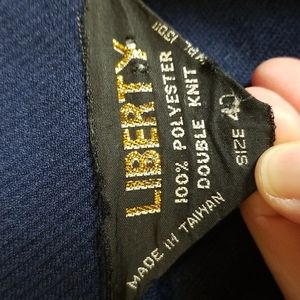 LIBERTY
100% POLYESTER
DOUBLE KNIT
SIZE 42
MADE IN TAIWAN